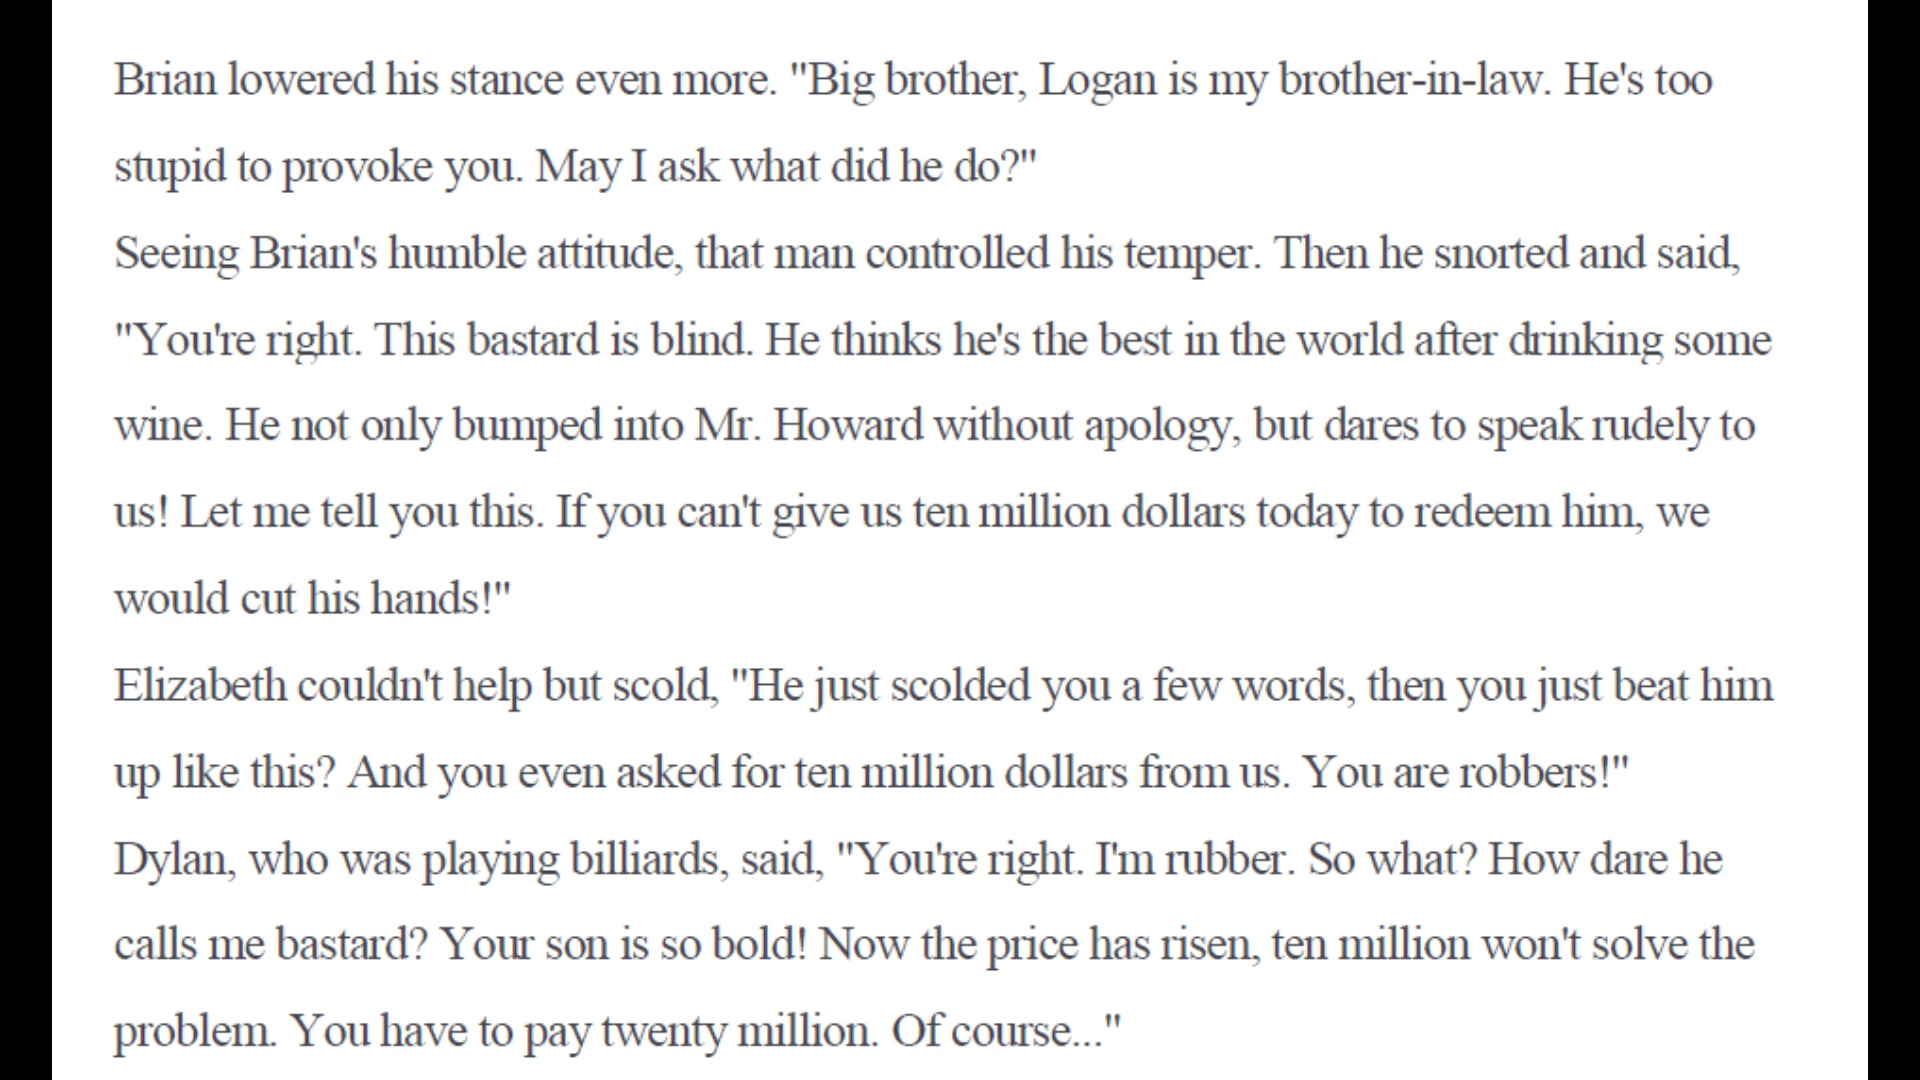 Brian lowered his stance even more. "Big brother, Logan is my brother-in-law. He's too
stupid to provoke you. May I ask what did he do?"
Seeing Brian's humble attitude, that man controlled his temper. Then he snorted and said,
"You're right. This bastard is blind. He thinks he's the best in the world after drinking some
wine. He not only bumped into Mr. Howard without apology, but dares to speak rudely to
us! Let me tell you this. If you can't give us ten million dollars today to redeem him, we
would cut his hands!"
Elizabeth couldn't help but scold, "He just scolded you a few words, then you just beat him
up like this? And you even asked for ten million dollars from us. You are robbers!"
Dylan, who was playing billiards, said, "You're right. I'm rubber. So what? How dare he
calls me bastard? Your son is so bold! Now the price has risen, ten million won't solve the
problem. You have to pay twenty million. Of course..."